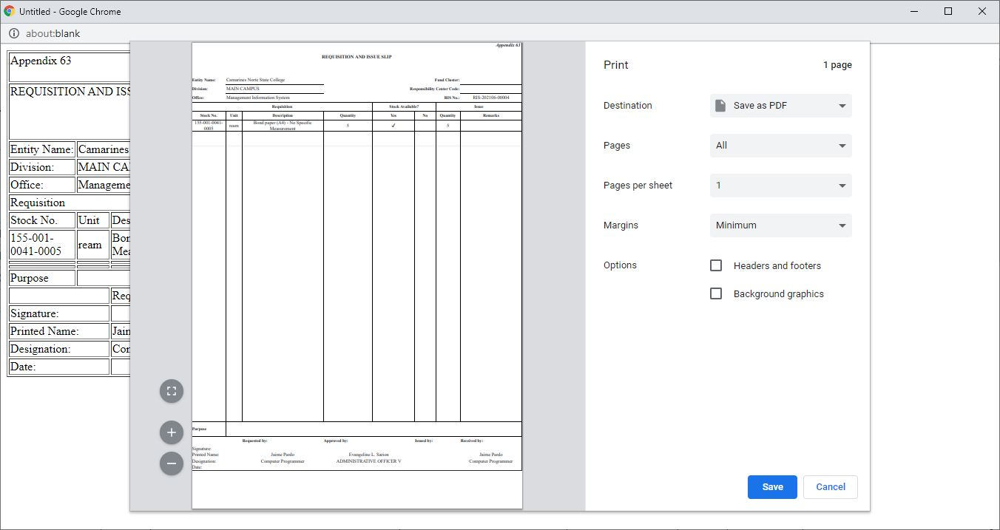 Untitled - Google Chrome
about:blank
Appendix 63
REQUISITION AND ISS
Entity Name: Camarines
Division: MAIN CA
Office: Manageme
Requisition
Stock No. Unit Des
155-001-
0041-0005 ream Bon
Mea
Purpose
Req
Signature:
Printed Name: Jaim
Designation: Con
Date:
Appendix 63
REQUISITION AND ISSUE SLIP
Entity Name: Camarines Norte State College Fund Cluster:
Division: MAIN CAMPUS Responsibility Center Code:
Office: Management Information System RIS No.: RIS-202106-00004
Requisition Stock Available? Issue
Stock No. Unit Description Quantity Yes No Quantity Remarks
155-001-0041-
0005 ream Bond paper (A4) - No Specific
Measurement 5 ✓ 5
Purpose
Requested by: Approved by: Issued by: Received by:
Signature:
Printed Name: Jaime Pardo Evangeline L. Sarion Jaime Pardo
Designation: Computer Programmer ADMINISTRATIVE OFFICER V Computer Programmer
Date:
Print 1 page
Destination Save as PDF
Pages All
Pages per sheet 1
Margins Minimum
Options Headers and footers
Background graphics
Save Cancel